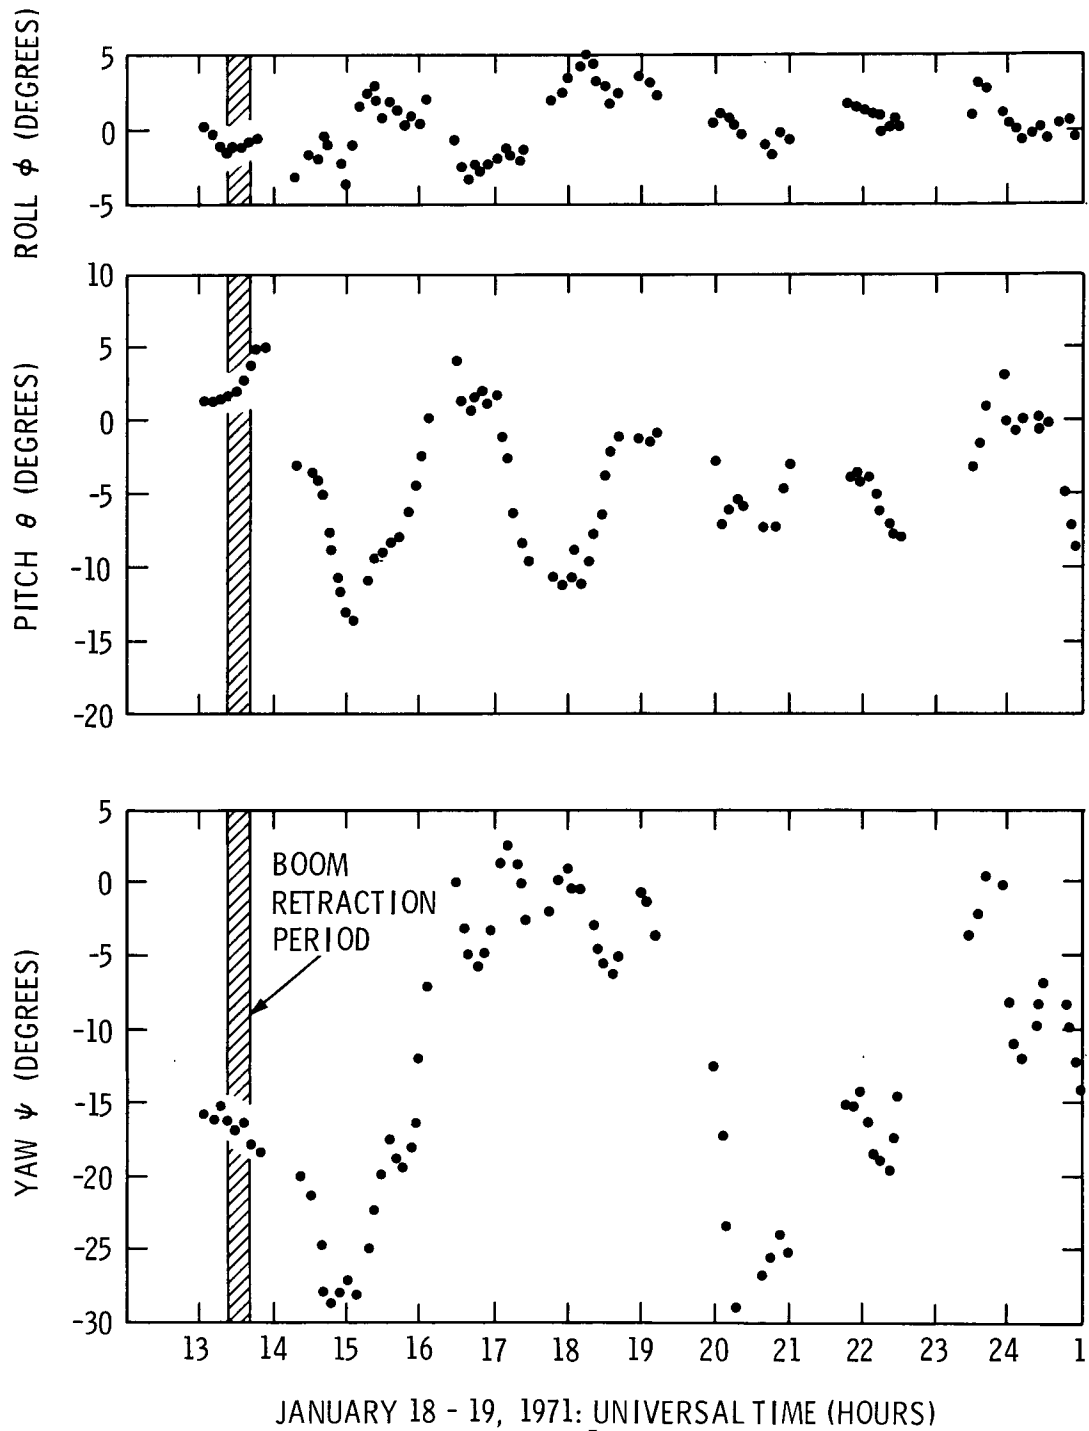 ROLL φ (DEGREES)
5
0
-5
PITCH θ (DEGREES)
10
5
0
-5
-10
-15
-20
YAW ψ (DEGREES)
5
0
-5
-10
-15
-20
-25
-30
BOOM
RETRACTION
PERIOD
13 14 15 16 17 18 19 20 21 22 23 24 1
JANUARY 18 - 19, 1971: UNIVERSAL TIME (HOURS)